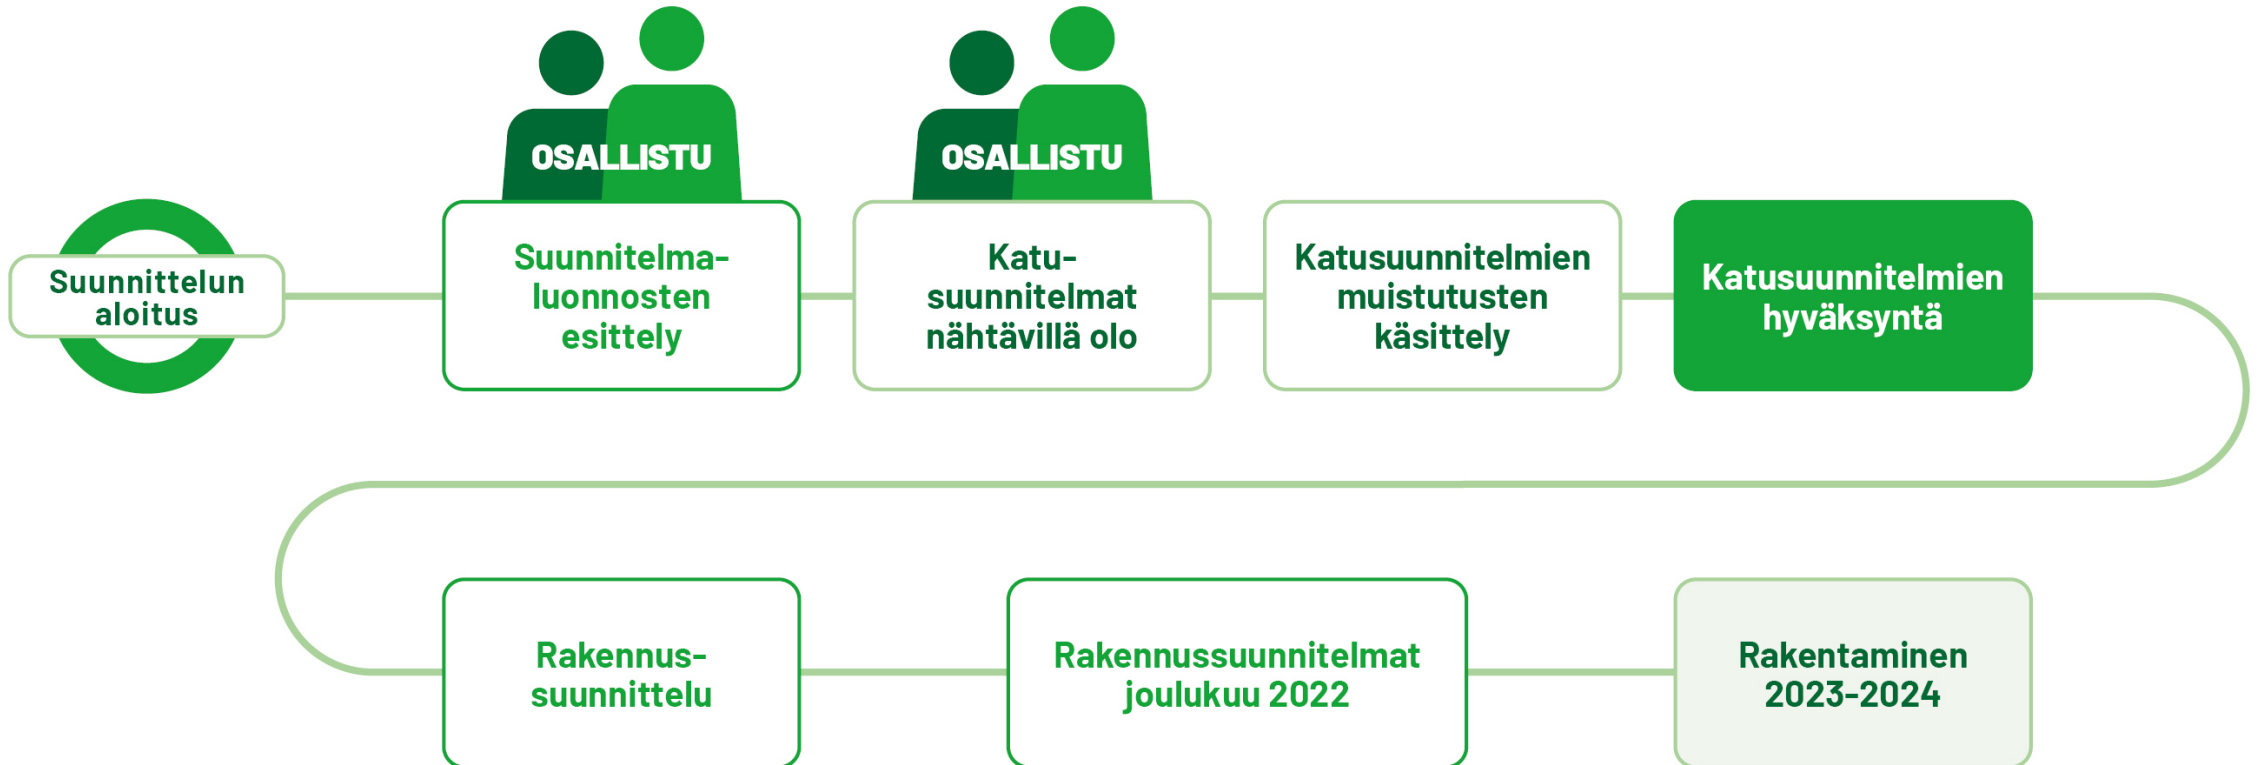 OSALLISTU
OSALLISTU
Suunnittelun
aloitus
Suunnitelma-
luonnosten
esittely
Katu-
suunnitelmat
nähtävillä olo
Katusuunnitelmien
muistutusten
käsittely
Katusuunnitelmien
hyväksyntä
Rakennus-
suunnittelu
Rakennussuunnitelmat
joulukuu 2022
Rakentaminen
2023-2024